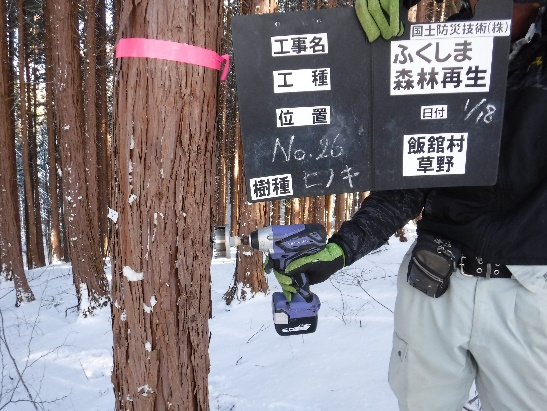 国土防災技術(株)
工事名
ふくしま
森林再生
工種
位置
日付 1/18
No.26
飯舘村
草野
樹種 ヒノキ